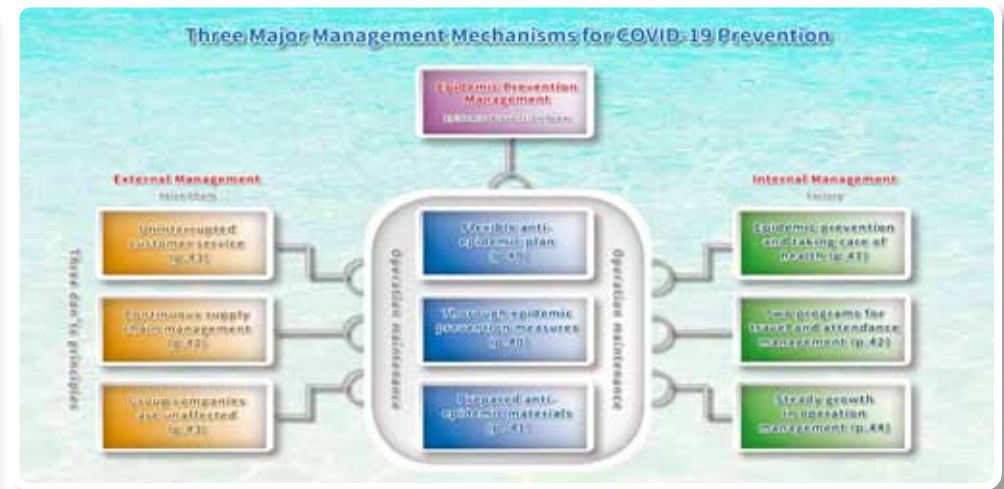 Three Major Management Mechanisms for COVID-19 Prevention
Epidemic Prevention
Management
External Management
Internal Management
Factory
Three don'ts principles
Uninterrupted
customer service
(p.43)
Continuous supply
chain management
(p.42)
Group companies
are unaffected
(p.43)
Operation maintenance
Flexible anti-
epidemic plan
Thorough epidemic
prevention measures
(p.40)
Prepared anti-
epidemic materials
(p.41)
Operation maintenance
Epidemic prevention
and taking care of
health (p.41)
Two programs for
travel and attendance
management (p.42)
Steady growth
in operation
management (p.44)